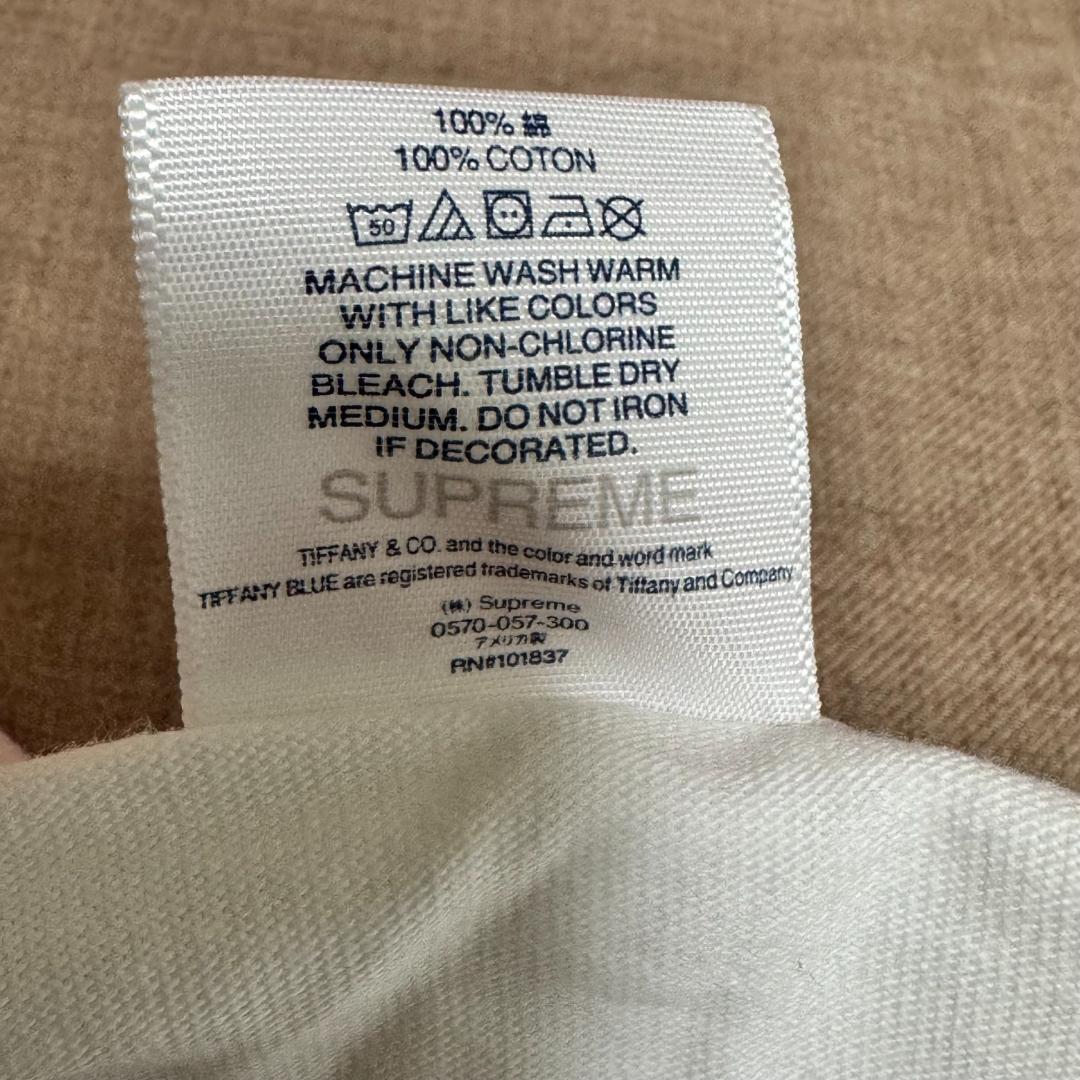 100% 綿
100% COTON
50
MACHINE WASH WARM
WITH LIKE COLORS
ONLY NON-CHLORINE
BLEACH. TUMBLE DRY
MEDIUM. DO NOT IRON
IF DECORATED.
SUPREME
TIFFANY & CO. and the color and word mark
TIFFANY BLUE are registered trademarks of Tiffany and Company
(株) Supreme
0570-057-300
アメリカ製
RN#101837